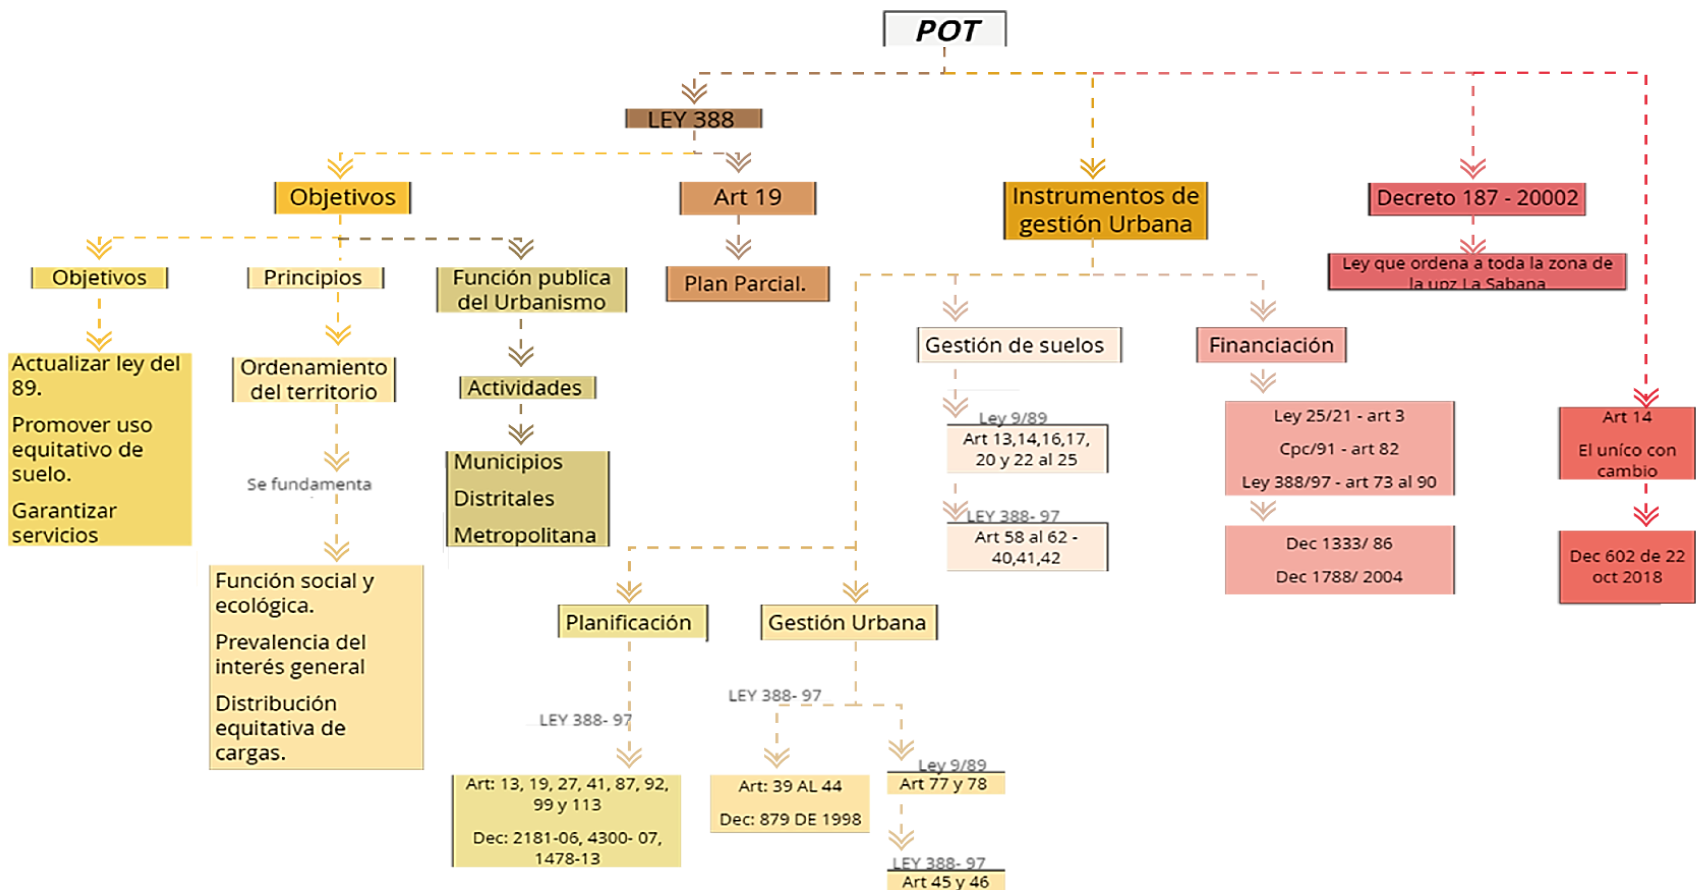 POT
LEY 388
Objetivos
Art 19
Instrumentos de
gestión Urbana
Decreto 187 - 20002
Objetivos
Principios
Función publica
del Urbanismo
Plan Parcial.
Ley que ordena a toda la zona de
la upz La Sabana
Gestión de suelos
Financiación
Actualizar ley del
89.
Promover uso
equitativo de
suelo.
Garantizar
servicios
Ordenamiento
del territorio
Actividades
Se fundamenta
Municipios
Distritales
Metropolitana
Ley 9/89
Art 13,14,16,17,
20 y 22 al 25
LEY 388- 97
Art 58 al 62 -
40,41,42
Ley 25/21 - art 3
Cpc/91 - art 82
Ley 388/97 - art 73 al 90
Dec 1333/ 86
Dec 1788/ 2004
Art 14
El uníco con
cambio
Dec 602 de 22
oct 2018
Función social y
ecológica.
Prevalencia del
interés general
Distribución
equitativa de
cargas.
Planificación
Gestión Urbana
LEY 388- 97
LEY 388- 97
Art: 13, 19, 27, 41, 87, 92,
99 y 113
Dec: 2181-06, 4300- 07,
1478-13
Art: 39 AL 44
Dec: 879 DE 1998
Ley 9/89
Art 77 y 78
LEY 388- 97
Art 45 y 46